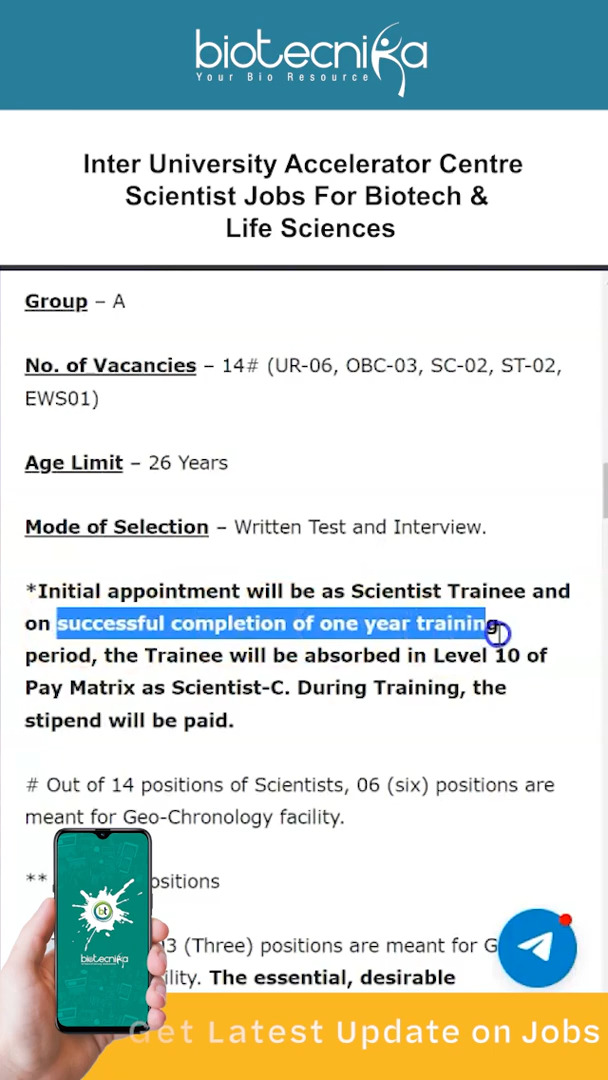 biotecnika
Your Bio Resource
Inter University Accelerator Centre
Scientist Jobs For Biotech &
Life Sciences
Group – A
No. of Vacancies – 14# (UR-06, OBC-03, SC-02, ST-02,
EWS01)
Age Limit – 26 Years
Mode of Selection – Written Test and Interview.
*Initial appointment will be as Scientist Trainee and
on successful completion of one year training
period, the Trainee will be absorbed in Level 10 of
Pay Matrix as Scientist-C. During Training, the
stipend will be paid.
# Out of 14 positions of Scientists, 06 (six) positions are
meant for Geo-Chronology facility.
** ositions
3 (Three) positions are meant for G
ility. The essential, desirable
bt
biotecnika
Get Latest Update on Jobs